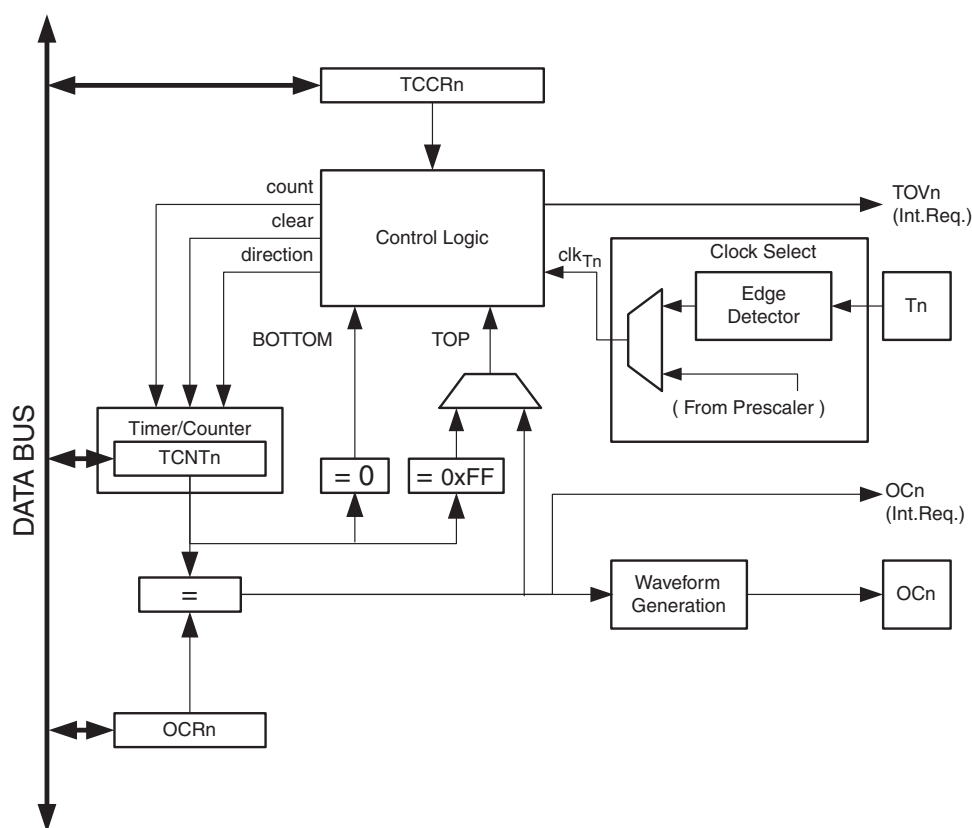 TCCRn
count
clear
direction
Control Logic
TOVn
(Int.Req.)
Clock Select
clkTn
Edge
Detector
Tn
( From Prescaler )
BOTTOM
TOP
DATA BUS
Timer/Counter
TCNTn
= 0
= 0xFF
OCn
(Int.Req.)
=
Waveform
Generation
OCn
OCRn